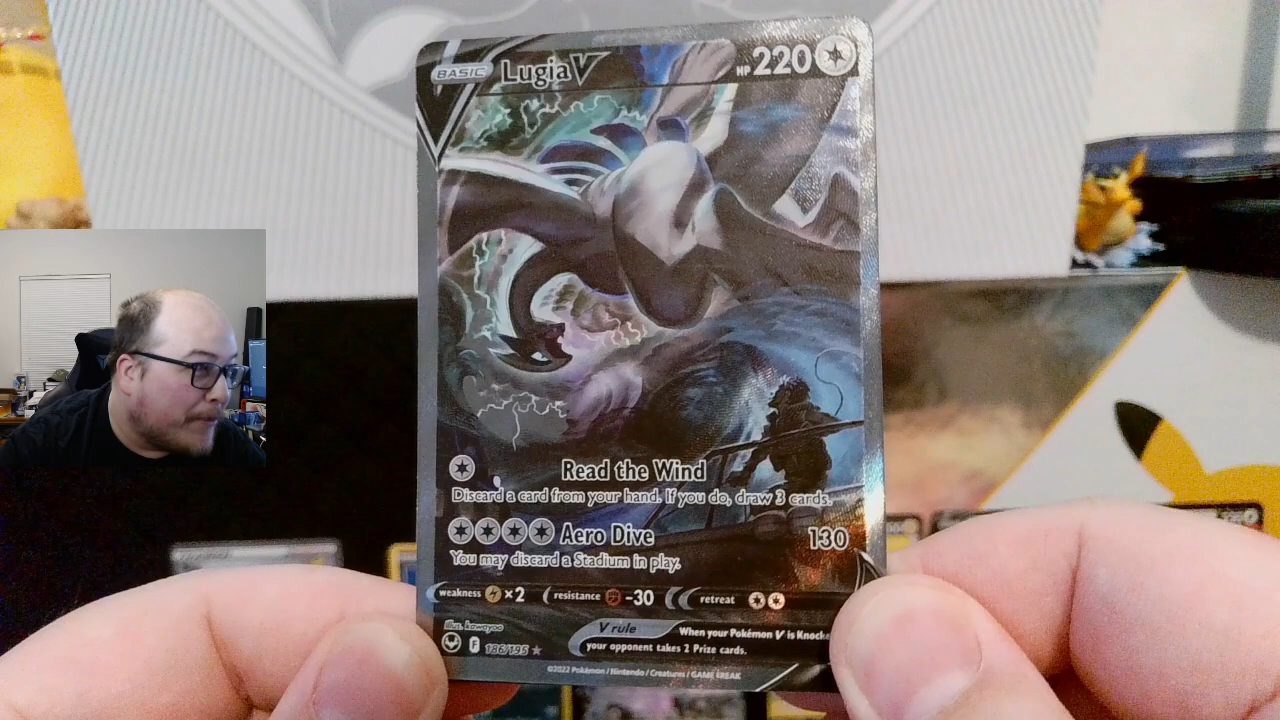 BASIC Lugia V HP 220
Read the Wind
Discard a card from your hand. If you do, draw 3 cards.
Aero Dive 130
You may discard a Stadium in play.
weakness ×2 resistance -30 retreat
Illus. kawayoo
V rule When your Pokémon V is Knocke
F 186/195
your opponent takes 2 Prize cards.
©2022 Pokémon / Nintendo / Creatures / GAME FREAK